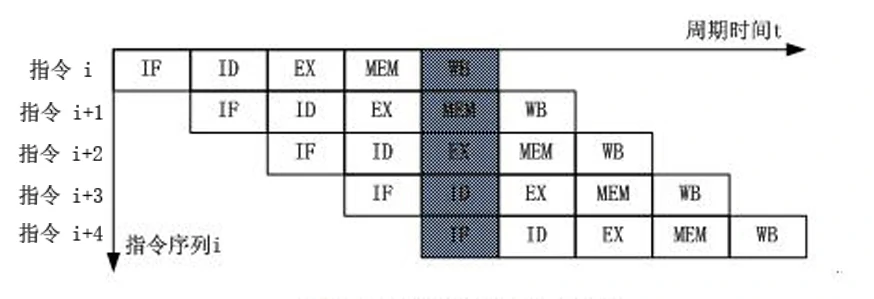 周期时间t
指令 i IF ID EX MEM WB
指令 i+1 IF ID EX MEM WB
指令 i+2 IF ID EX MEM WB
指令 i+3 IF ID EX MEM WB
指令 i+4 IF ID EX MEM WB
指令序列i